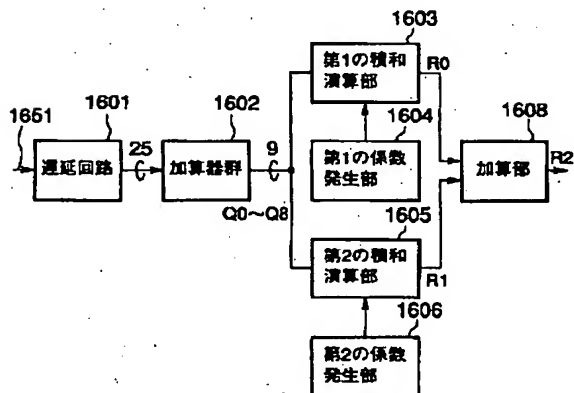 1603
第1の積和
演算部
R0
1601
1602
1604
1608
1651
遅延回路
25
加算器群
9
第1の係数
発生部
加算部
R2
Q0~Q8
1605
第2の積和
演算部
R1
1606
第2の係数
発生部